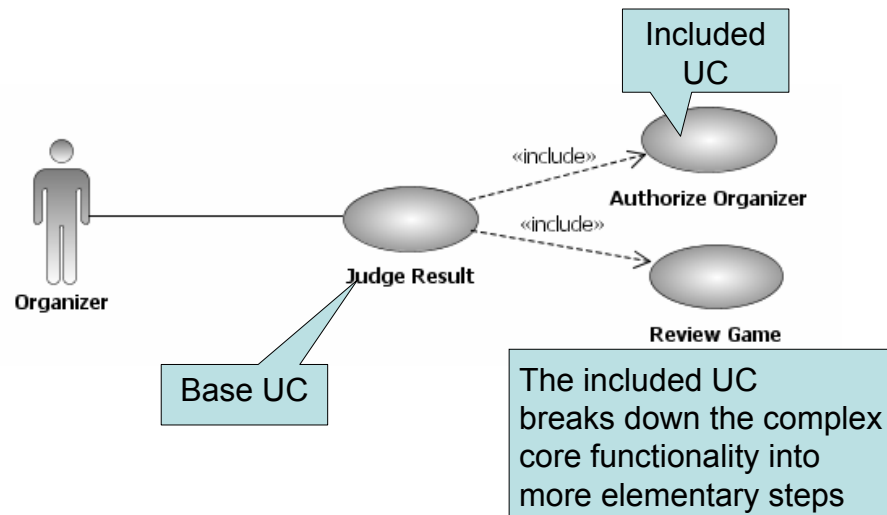 Included
UC
«include»
Authorize Organizer
«include»
Judge Result
Organizer
Review Game
Base UC
The included UC
breaks down the complex
core functionality into
more elementary steps